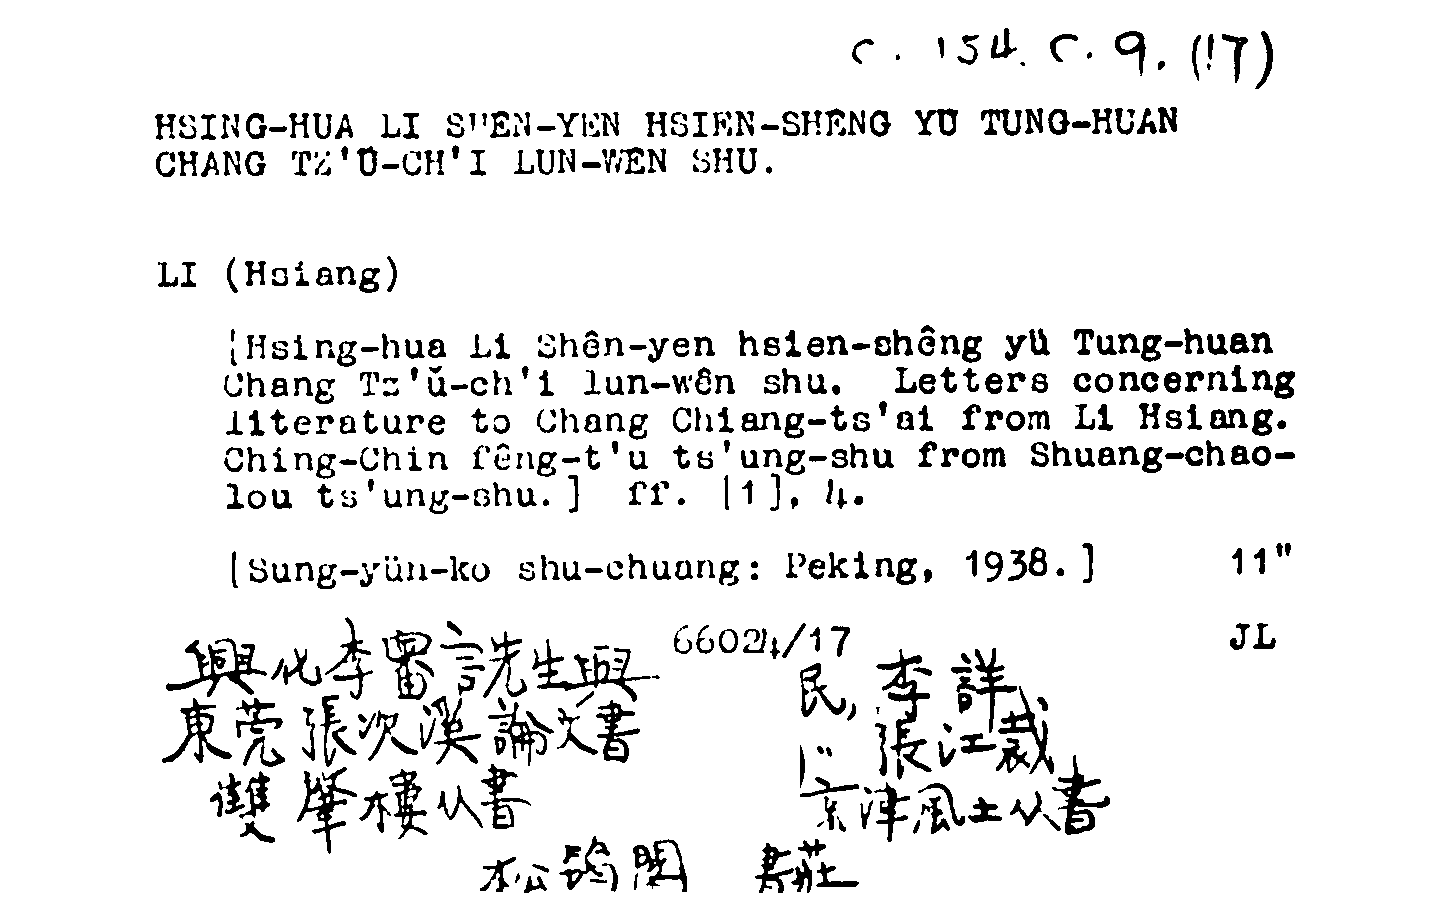 C. 154. C. 9. (17)
HSING-HUA LI SHEN-YEN HSIEN-SHÊNG YÜ TUNG-HUAN
CHANG TZ'Ŭ-CH'I LUN-WEN SHU.
LI (Hsiang)
[Hsing-hua Li Shên-yen hsien-shêng yü Tung-huan
Chang Tz'ŭ-ch'i lun-wên shu. Letters concerning
literature to Chang Chiang-ts'ai from Li Hsiang.
Ching-Chin fêng-t'u ts'ung-shu from Shuang-chao-
lou ts'ung-shu.] ff. [1], 4.
[Sung-yün-ko shu-chuang: Peking, 1938.] 11"
66024/17 JL
興化李審言先生與
東莞張次溪論文書
雙肇樓从書
民, 李詳
張江裁
京津風土从書
松筠閣 書莊